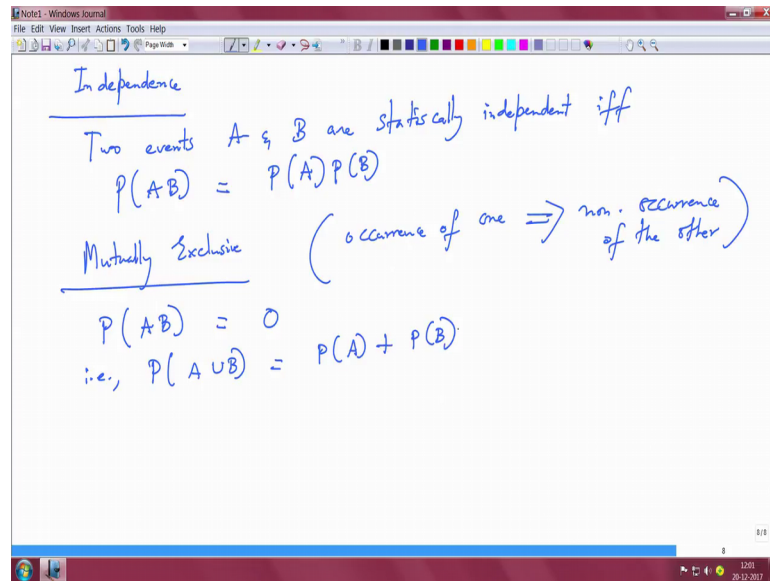 Note1 - Windows Journal
File Edit View Insert Actions Tools Help
Page Width
Independence
Two events A & B are statiscally independent iff
P(AB) = P(A)P(B)
Mutually Exclusive (occurrence of one ⇒ non-occurrence of the other)
P(AB) = 0
i.e., P(A∪B) = P(A) + P(B).
8/8
8
12:01
20-12-2017